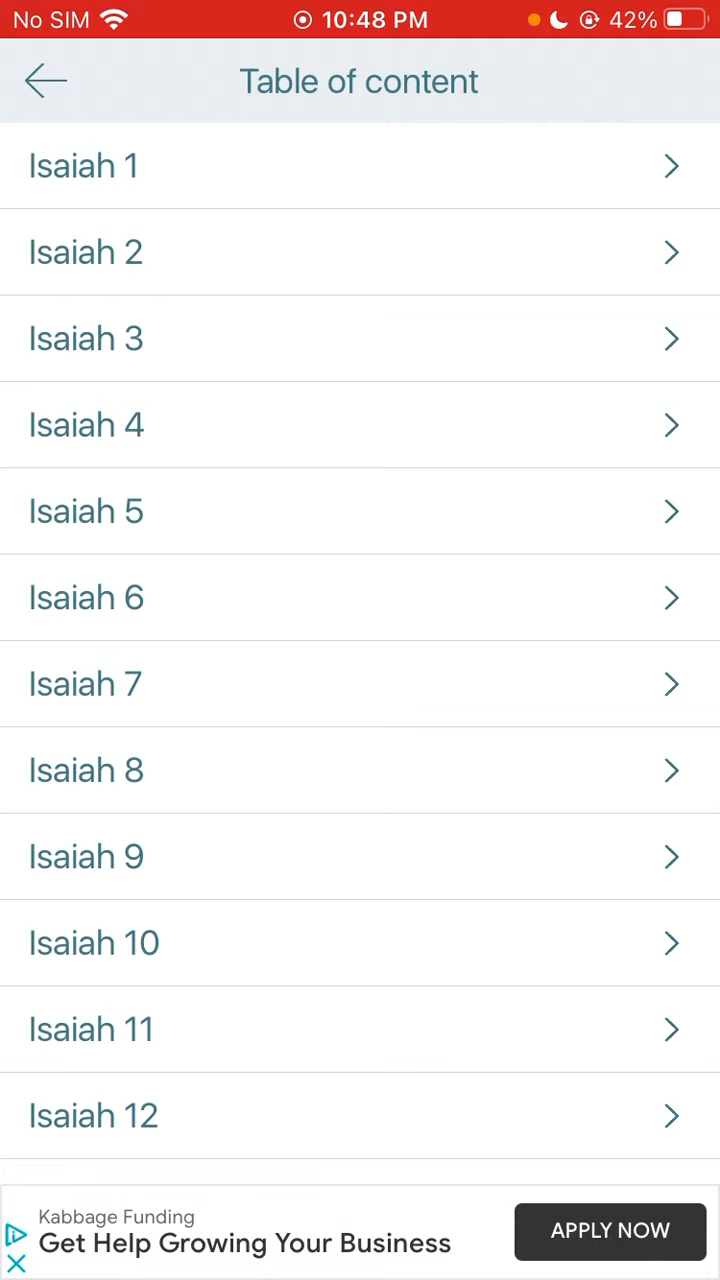 No SIM 10:48 PM 42%
Table of content
Isaiah 1
Isaiah 2
Isaiah 3
Isaiah 4
Isaiah 5
Isaiah 6
Isaiah 7
Isaiah 8
Isaiah 9
Isaiah 10
Isaiah 11
Isaiah 12
Kabbage Funding
Get Help Growing Your Business
APPLY NOW